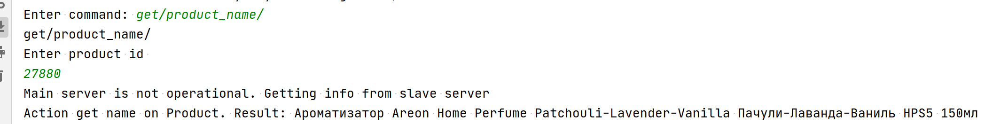 Enter command: get/product_name/
get/product_name/
Enter product id
27880
Main server is not operational. Getting info from slave server
Action get name on Product. Result: Ароматизатор Areon Home Perfume Patchouli-Lavender-Vanilla Пачули-Лаванда-Ваниль HPS5 150мл